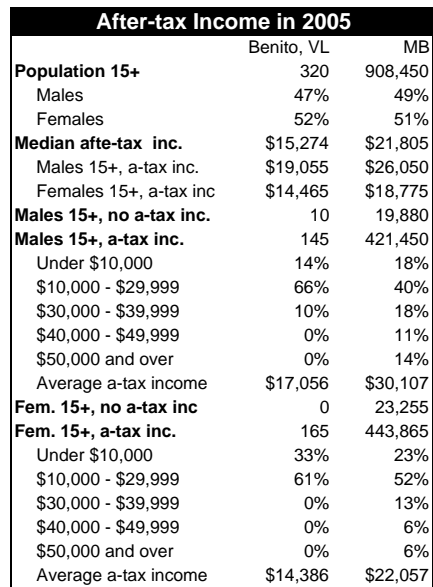 After-tax Income in 2005
Benito, VL MB
Population 15+ 320 908,450
Males 47% 49%
Females 52% 51%
Median afte-tax inc. $15,274 $21,805
Males 15+, a-tax inc. $19,055 $26,050
Females 15+, a-tax inc $14,465 $18,775
Males 15+, no a-tax inc. 10 19,880
Males 15+, a-tax inc. 145 421,450
Under $10,000 14% 18%
$10,000 - $29,999 66% 40%
$30,000 - $39,999 10% 18%
$40,000 - $49,999 0% 11%
$50,000 and over 0% 14%
Average a-tax income $17,056 $30,107
Fem. 15+, no a-tax inc 0 23,255
Fem. 15+, a-tax inc. 165 443,865
Under $10,000 33% 23%
$10,000 - $29,999 61% 52%
$30,000 - $39,999 0% 13%
$40,000 - $49,999 0% 6%
$50,000 and over 0% 6%
Average a-tax income $14,386 $22,057